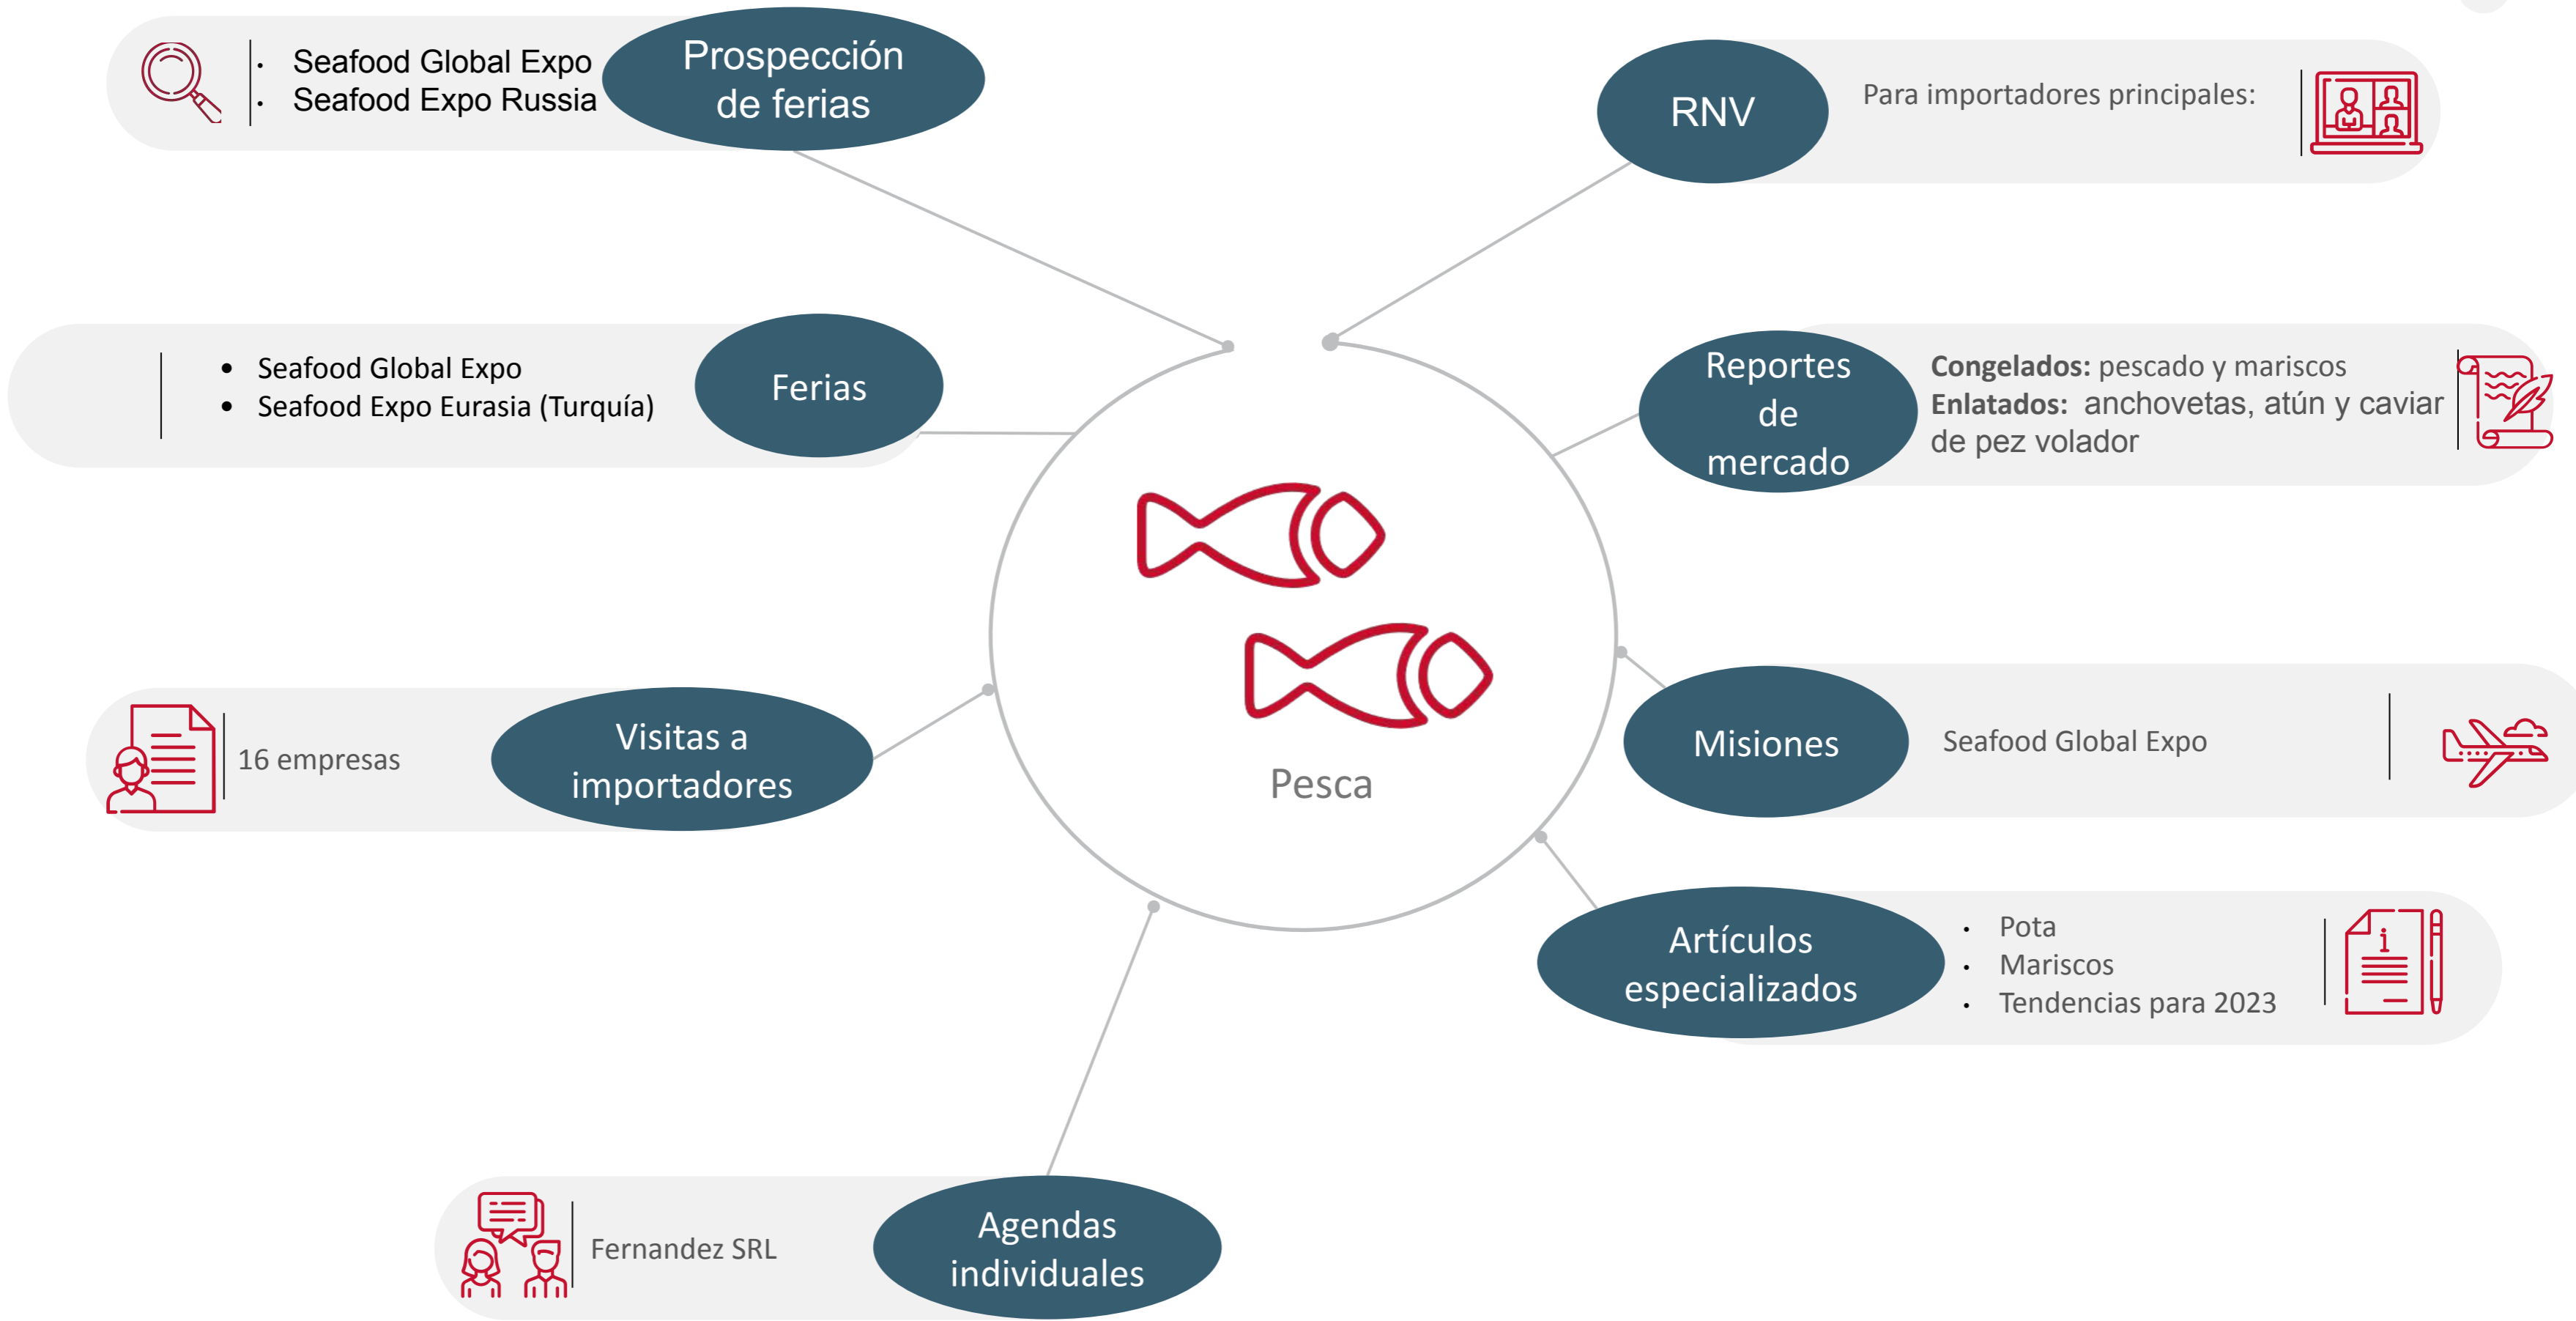 Seafood Global Expo
Seafood Expo Russia
Prospección
de ferias
RNV
Para importadores principales:
Seafood Global Expo
Seafood Expo Eurasia (Turquía)
Ferias
Reportes
de
mercado
Congelados: pescado y mariscos
Enlatados: anchovetas, atún y caviar
de pez volador
16 empresas
Visitas a
importadores
Pesca
Misiones
Seafood Global Expo
Artículos
especializados
Pota
Mariscos
Tendencias para 2023
Fernandez SRL
Agendas
individuales